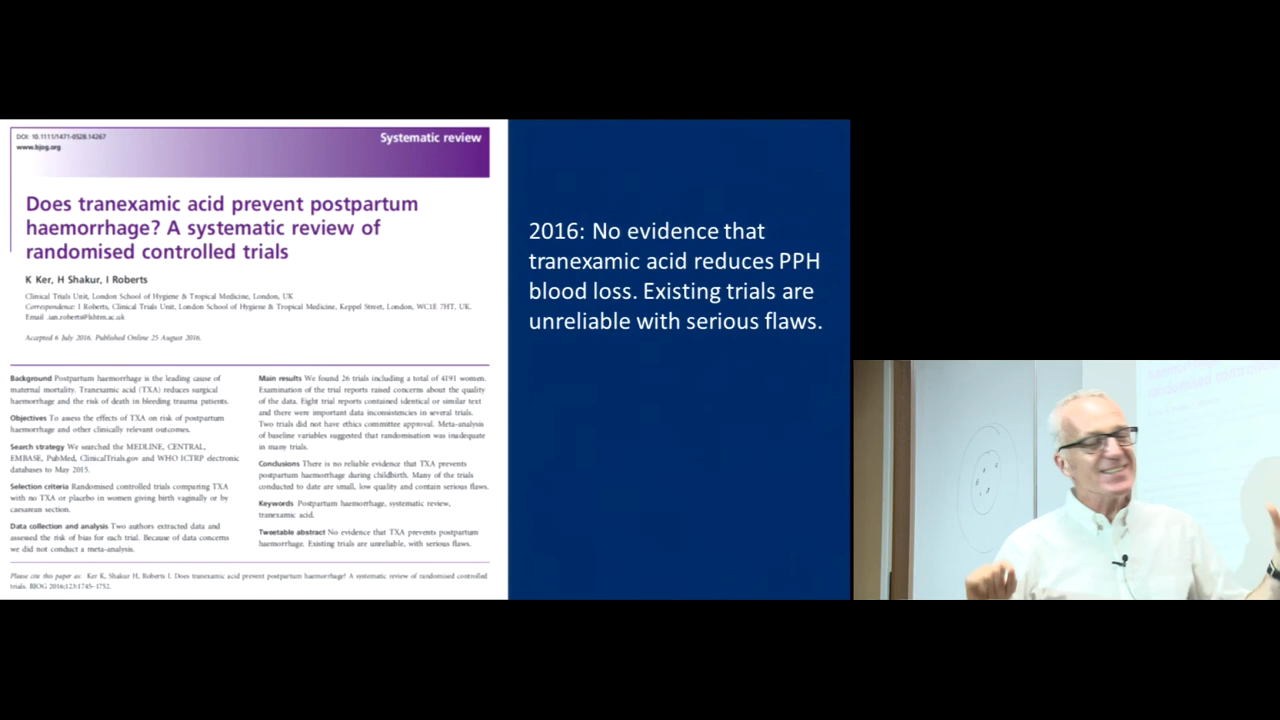 DOI: 10.1111/1471-0528.14267
www.bjog.org
Systematic review
Does tranexamic acid prevent postpartum
haemorrhage? A systematic review of
randomised controlled trials
K Ker, H Shakur, I Roberts
Clinical Trials Unit, London School of Hygiene & Tropical Medicine, London, UK
Correspondence: I Roberts, Clinical Trials Unit, London School of Hygiene & Tropical Medicine, Keppel Street, London, WC1E 7HT, UK.
Email .ian.roberts@lshtm.ac.uk
Accepted 6 July 2016. Published Online 25 August 2016.
Background Postpartum haemorrhage is the leading cause of
maternal mortality. Tranexamic acid (TXA) reduces surgical
haemorrhage and the risk of death in bleeding trauma patients.
Objectives To assess the effects of TXA on risk of postpartum
haemorrhage and other clinically relevant outcomes.
Search strategy We searched the MEDLINE, CENTRAL,
EMBASE, PubMed, ClinicalTrials.gov and WHO ICTRP electronic
databases to May 2015.
Selection criteria Randomised controlled trials comparing TXA
with no TXA or placebo in women giving birth vaginally or by
caesarean section.
Data collection and analysis Two authors extracted data and
assessed the risk of bias for each trial. Because of data concerns
we did not conduct a meta-analysis.
Main results We found 26 trials including a total of 4191 women.
Examination of the trial reports raised concerns about the quality
of the data. Eight trial reports contained identical or similar text
and there were important data inconsistencies in several trials.
Two trials did not have ethics committee approval. Meta-analysis
of baseline variables suggested that randomisation was inadequate
in many trials.
Conclusions There is no reliable evidence that TXA prevents
postpartum haemorrhage during childbirth. Many of the trials
conducted to date are small, low quality and contain serious flaws.
Keywords Postpartum haemorrhage, systematic review,
tranexamic acid.
Tweetable abstract No evidence that TXA prevents postpartum
haemorrhage. Existing trials are unreliable, with serious flaws.
Please cite this paper as: Ker K, Shakur H, Roberts I. Does tranexamic acid prevent postpartum haemorrhage? A systematic review of randomised controlled
trials. BJOG 2016;123:1745–1752.
2016: No evidence that
tranexamic acid reduces PPH
blood loss. Existing trials are
unreliable with serious flaws.